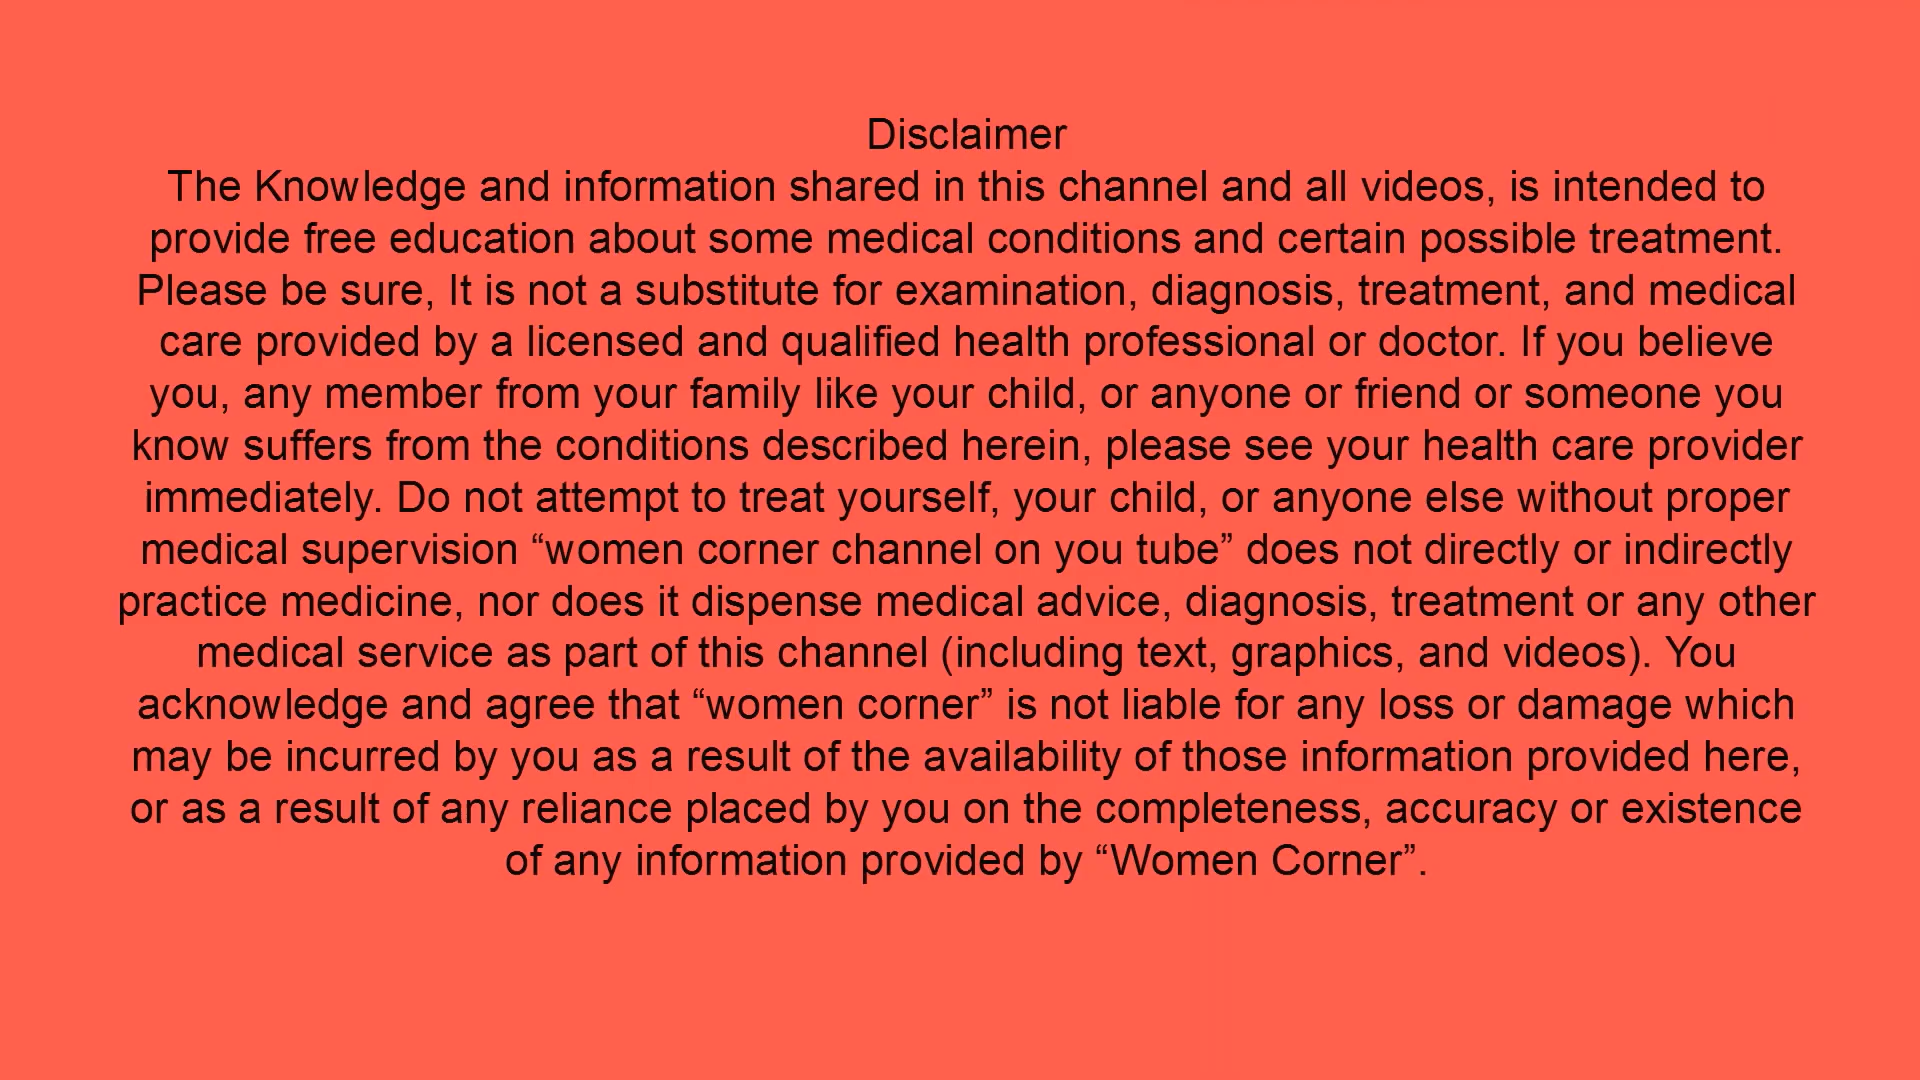 Disclaimer
The Knowledge and information shared in this channel and all videos, is intended to
provide free education about some medical conditions and certain possible treatment.
Please be sure, It is not a substitute for examination, diagnosis, treatment, and medical
care provided by a licensed and qualified health professional or doctor. If you believe
you, any member from your family like your child, or anyone or friend or someone you
know suffers from the conditions described herein, please see your health care provider
immediately. Do not attempt to treat yourself, your child, or anyone else without proper
medical supervision “women corner channel on you tube” does not directly or indirectly
practice medicine, nor does it dispense medical advice, diagnosis, treatment or any other
medical service as part of this channel (including text, graphics, and videos). You
acknowledge and agree that “women corner” is not liable for any loss or damage which
may be incurred by you as a result of the availability of those information provided here,
or as a result of any reliance placed by you on the completeness, accuracy or existence
of any information provided by “Women Corner”.